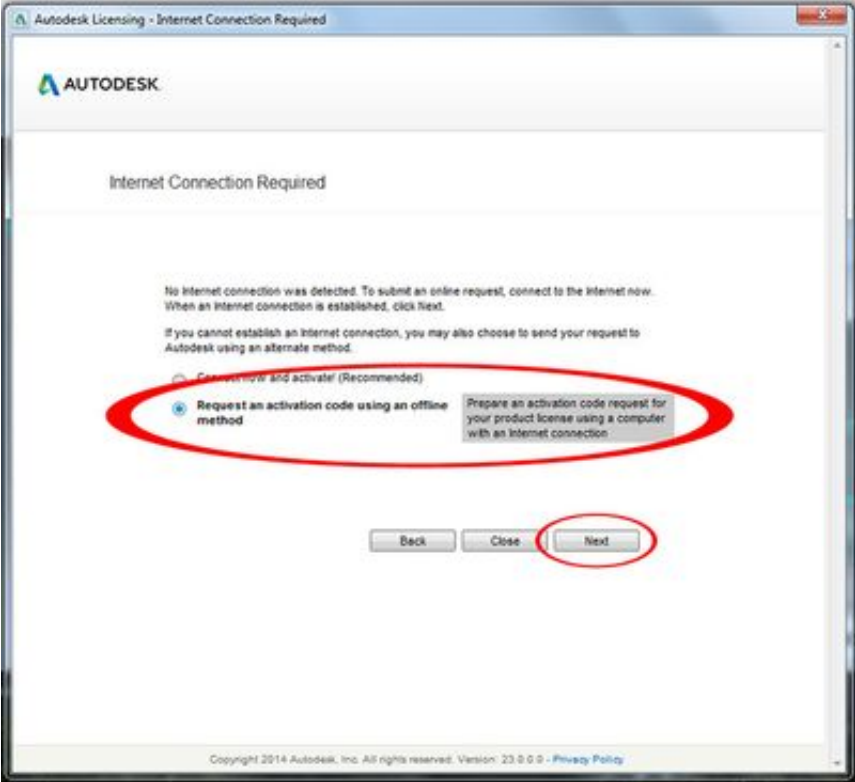 Autodesk Licensing - Internet Connection Required
AUTODESK.
Internet Connection Required
No Internet connection was detected. To submit an online request, connect to the Internet now.
When an Internet connection is established, click Next.
If you cannot establish an Internet connection, you may also choose to send your request to
Autodesk using an alternate method.
Connect now and activate! (Recommended)
Request an activation code using an offline
method
Prepare an activation code request for
your product license using a computer
with an Internet connection
Back
Close
Next
Copyright 2014 Autodesk, Inc. All rights reserved. Version: 23.0.0.0 - Privacy Policy